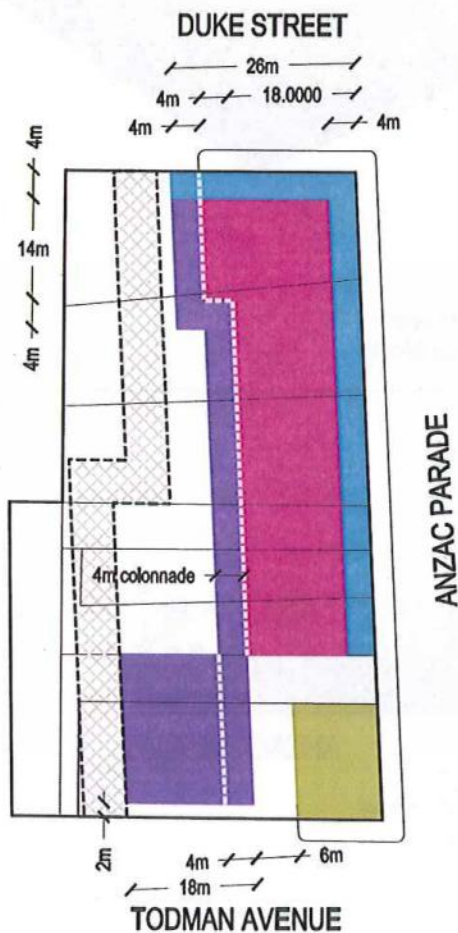 DUKE STREET
26m
4m
18.0000
4m
4m
4m
14m
4m
ANZAC PARADE
4m colonnade
2m
4m
6m
18m
TODMAN AVENUE